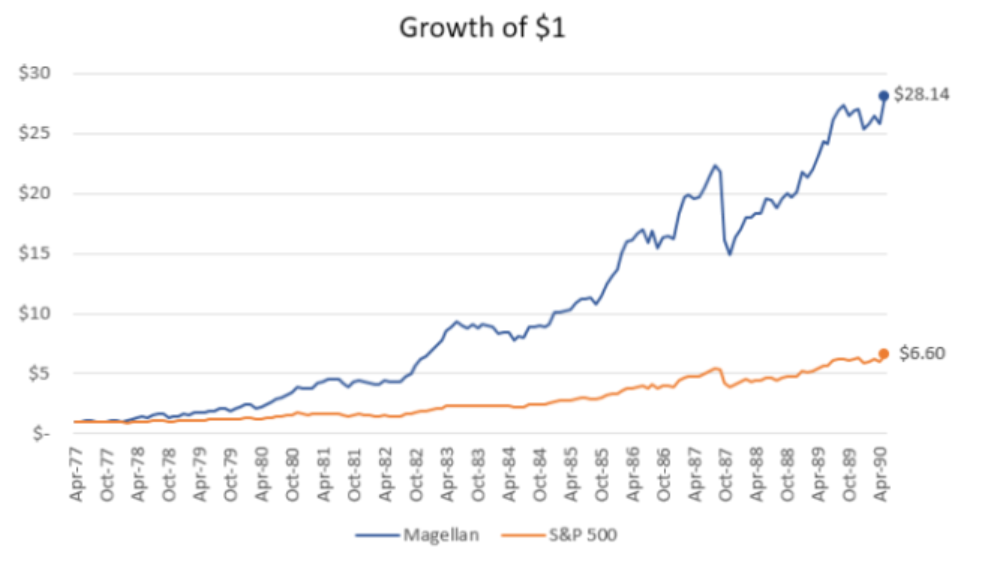 Growth of $1
$30
$25
$20
$15
$10
$5
$-
$28.14
$6.60
Apr-77
Oct-77
Apr-78
Oct-78
Apr-79
Oct-79
Apr-80
Oct-80
Apr-81
Oct-81
Apr-82
Oct-82
Apr-83
Oct-83
Apr-84
Oct-84
Apr-85
Oct-85
Apr-86
Oct-86
Apr-87
Oct-87
Apr-88
Oct-88
Apr-89
Oct-89
Apr-90
Magellan
S&P 500